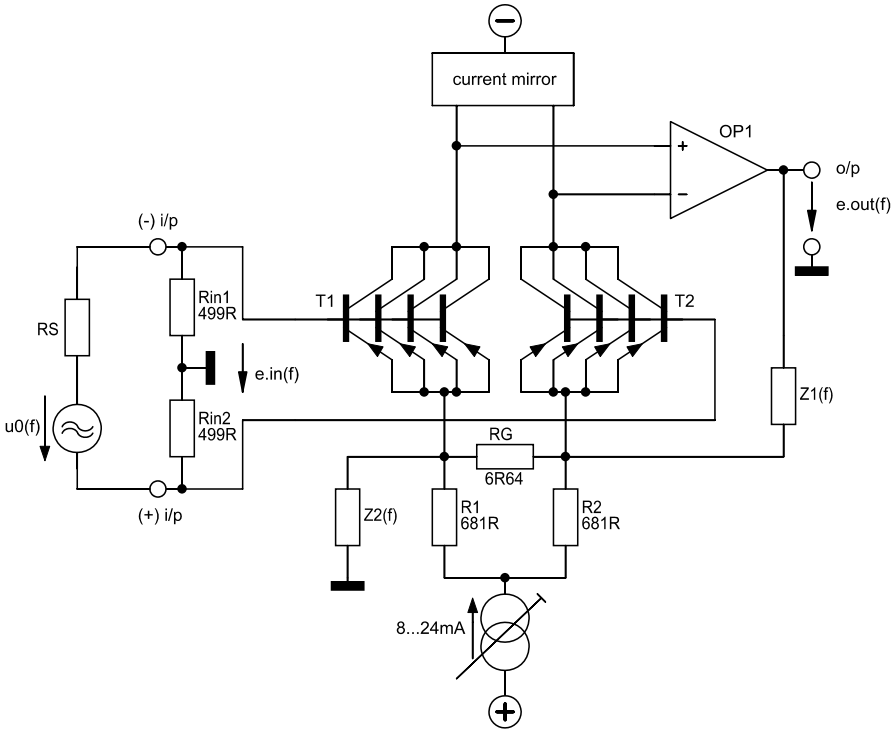 −
current mirror
OP1
+
−
o/p
e.out(f)
(-) i/p
Rin1
499R
T1
T2
RS
e.in(f)
Z1(f)
Rin2
499R
u0(f)
RG
6R64
(+) i/p
Z2(f)
R1
681R
R2
681R
8...24mA
+